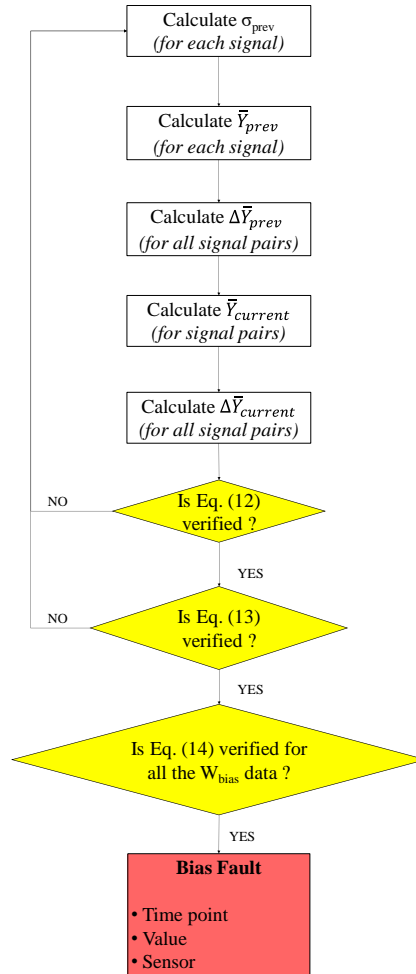 Calculate σprev
(for each signal)
Calculate Ȳprev
(for each signal)
Calculate ΔȲprev
(for all signal pairs)
Calculate Ȳcurrent
(for signal pairs)
Calculate ΔȲcurrent
(for all signal pairs)
NO
Is Eq. (12)
verified ?
YES
NO
Is Eq. (13)
verified ?
YES
Is Eq. (14) verified for
all the Wbias data ?
YES
Bias Fault
• Time point
• Value
• Sensor